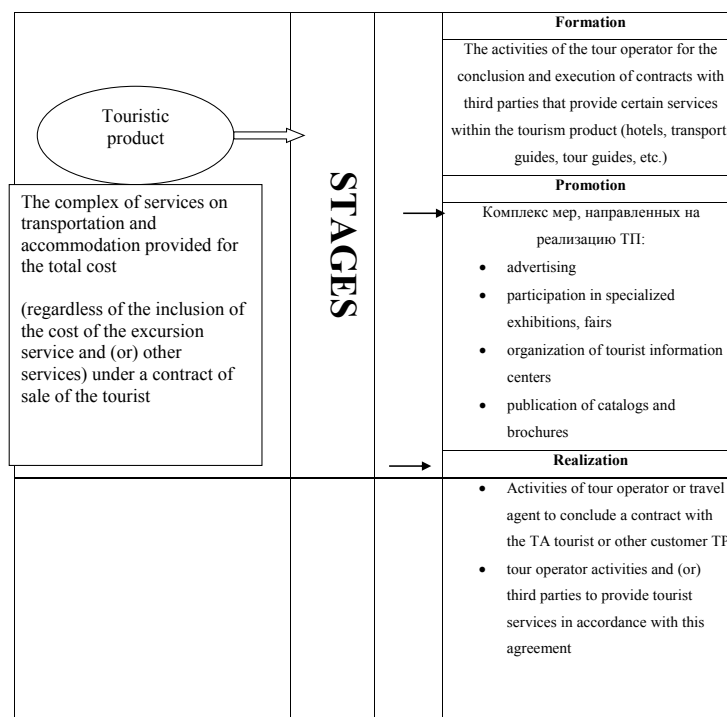 Touristic
product
The complex of services on
transportation and
accommodation provided for
the total cost
(regardless of the inclusion of
the cost of the excursion
service and (or) other
services) under a contract of
sale of the tourist
STAGES
Formation
The activities of the tour operator for the
conclusion and execution of contracts with
third parties that provide certain services
within the tourism product (hotels, transport
guides, tour guides, etc.)
Promotion
Комплекс мер, направленных на
реализацию ТП:
• advertising
• participation in specialized
exhibitions, fairs
• organization of tourist information
centers
• publication of catalogs and
brochures
Realization
• Activities of tour operator or travel
agent to conclude a contract with
the TA tourist or other customer TP
• tour operator activities and (or)
third parties to provide tourist
services in accordance with this
agreement